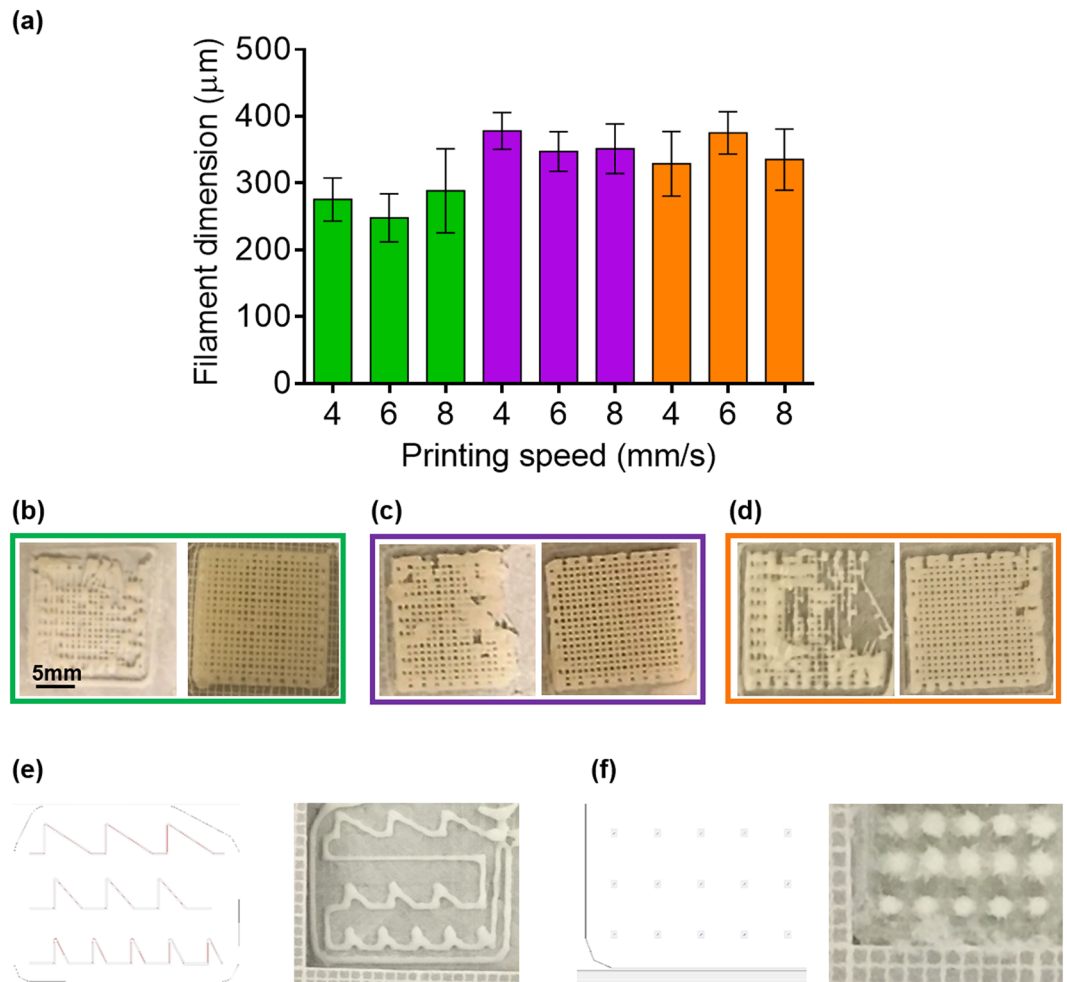 (a)
Filament dimension (μm)
500
400
300
200
100
0
4 6 8 4 6 8 4 6 8
Printing speed (mm/s)
(b) (c) (d)
5mm
(e) (f)